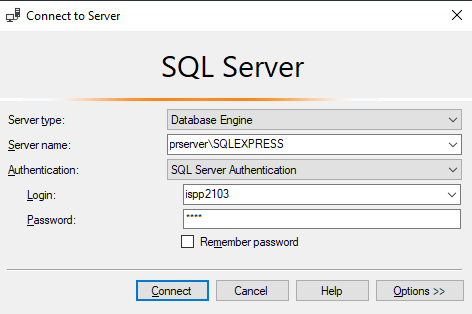 Connect to Server
SQL Server
Server type: Database Engine
Server name: prserver\SQLEXPRESS
Authentication: SQL Server Authentication
Login: ispp2103
Password: ****
Remember password
Connect Cancel Help Options >>